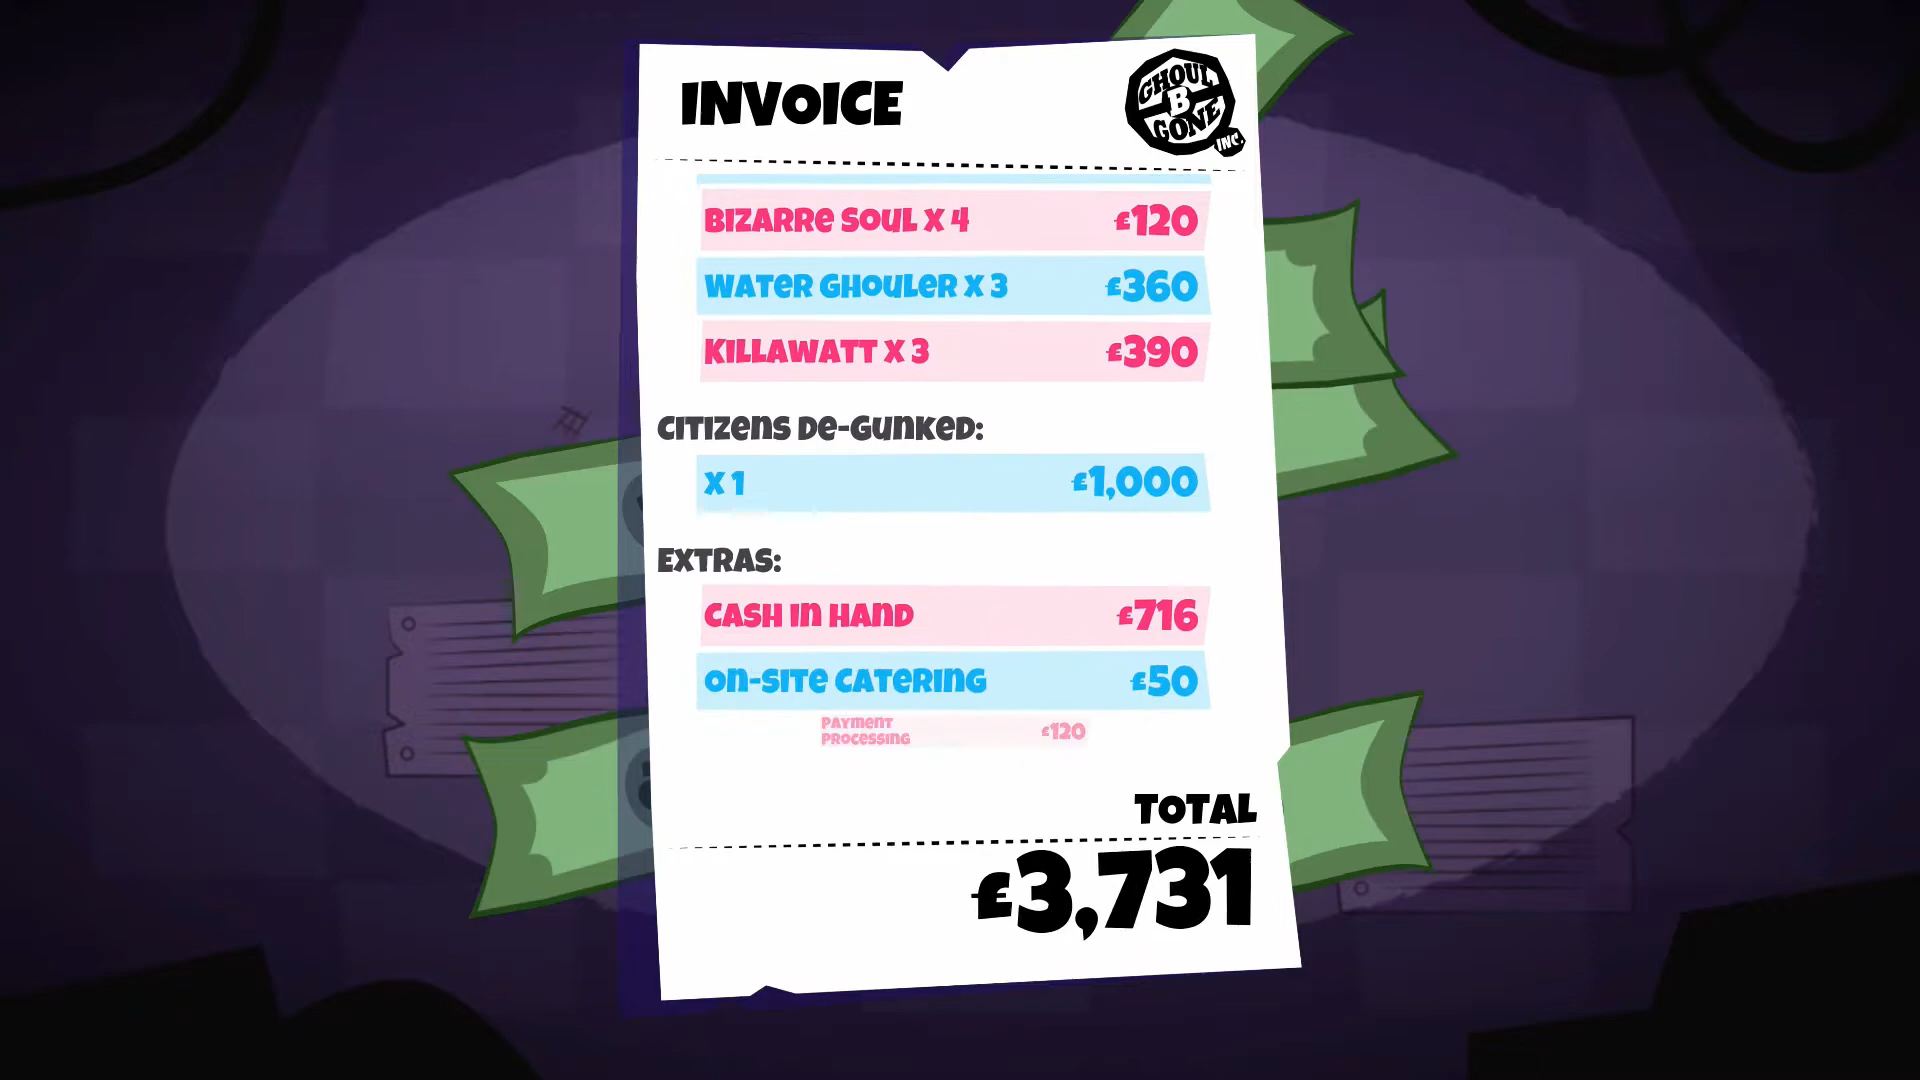 INVOICE
GHOUL
B
GONE
INC.
BIZARRE SOUL X 4 £120
WATER GHOULER X 3 £360
KILLAWATT X 3 £390
CITIZENS DE-GUNKED:
X 1 £1,000
EXTRAS:
CASH IN HAND £716
ON-SITE CATERING £50
PAYMENT
PROCESSING £120
TOTAL
£3,731